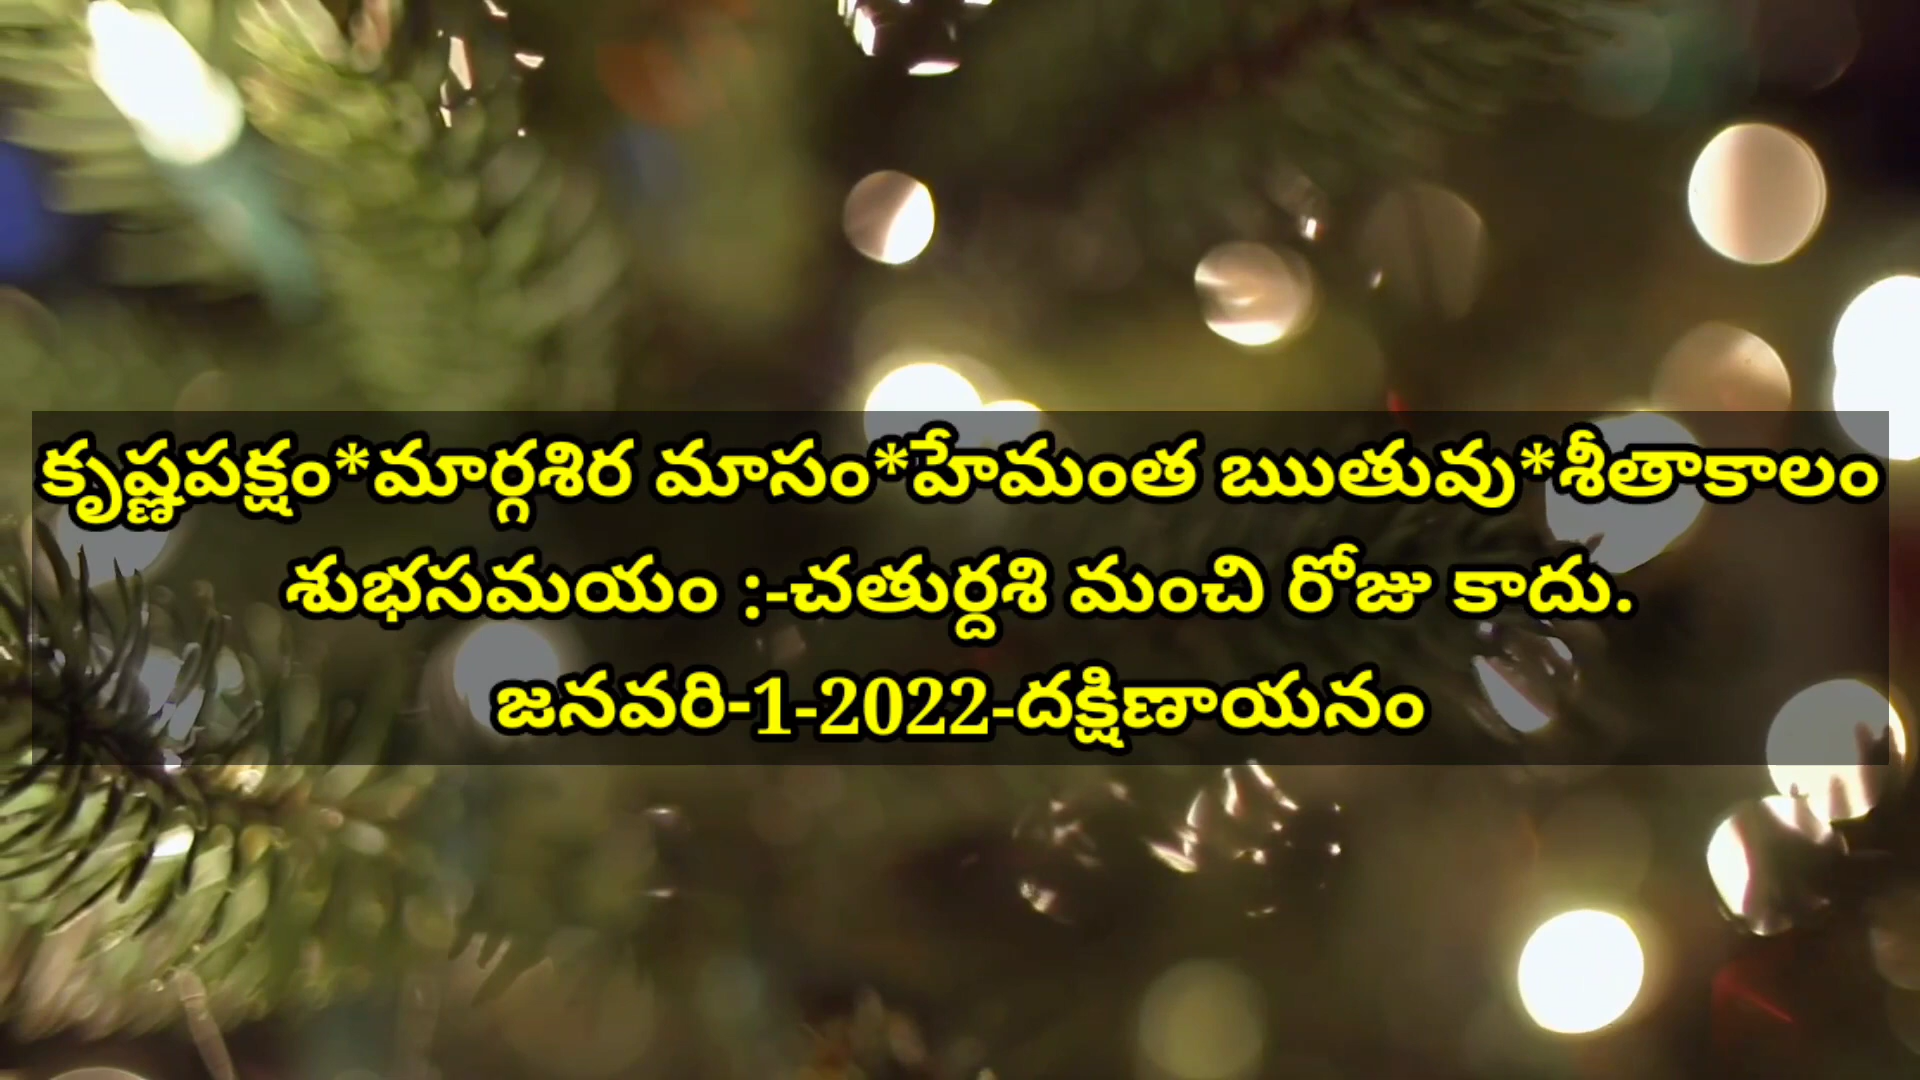 కృష్ణపక్షం*మార్గశిర మాసం*హేమంత ఋతువు*శీతాకాలం
శుభసమయం :-చతుర్దశి మంచి రోజు కాదు.
జనవరి-1-2022-దక్షిణాయనం